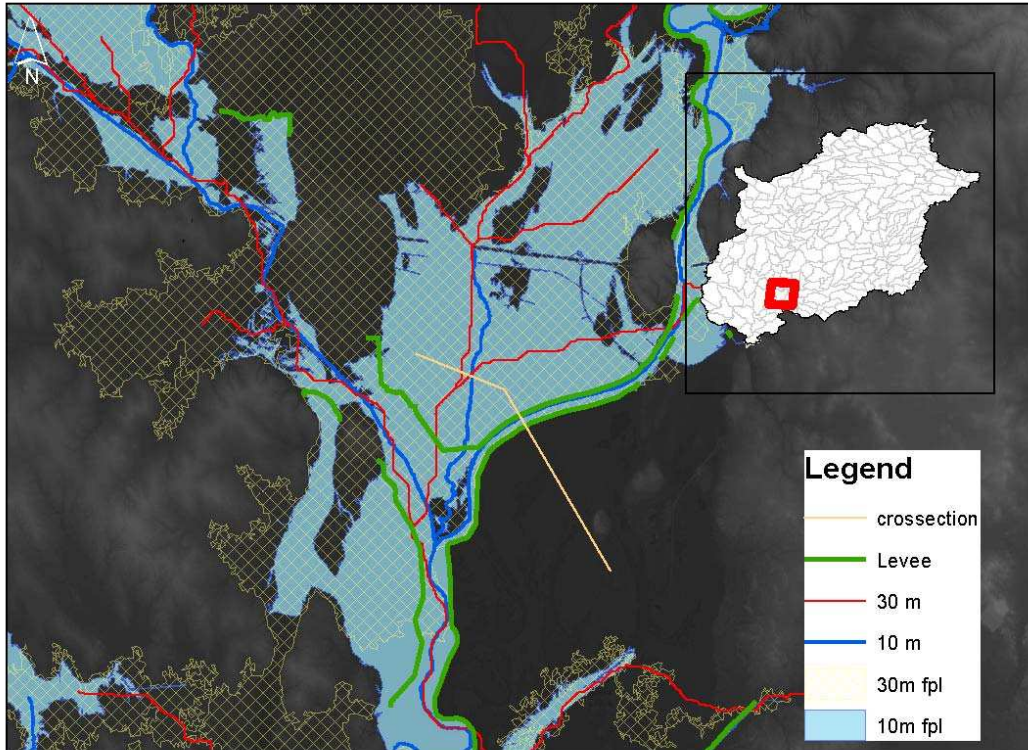 N
Legend
crossection
Levee
30 m
10 m
30m fpl
10m fpl